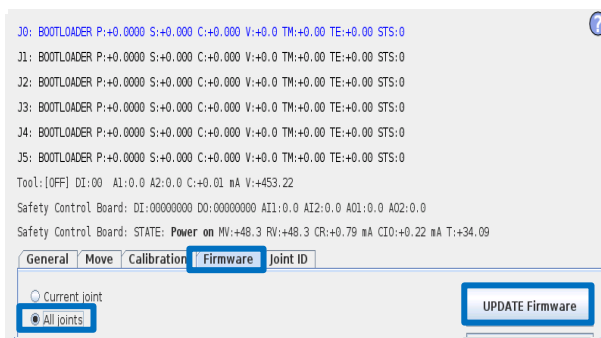 J0: BOOTLOADER P:+0.0000 S:+0.000 C:+0.000 V:+0.0 TM:+0.00 TE:+0.00 STS:0
?
J1: BOOTLOADER P:+0.0000 S:+0.000 C:+0.000 V:+0.0 TM:+0.00 TE:+0.00 STS:0
J2: BOOTLOADER P:+0.0000 S:+0.000 C:+0.000 V:+0.0 TM:+0.00 TE:+0.00 STS:0
J3: BOOTLOADER P:+0.0000 S:+0.000 C:+0.000 V:+0.0 TM:+0.00 TE:+0.00 STS:0
J4: BOOTLOADER P:+0.0000 S:+0.000 C:+0.000 V:+0.0 TM:+0.00 TE:+0.00 STS:0
J5: BOOTLOADER P:+0.0000 S:+0.000 C:+0.000 V:+0.0 TM:+0.00 TE:+0.00 STS:0
Tool:[OFF] DI:00 A1:0.0 A2:0.0 C:+0.01 mA V:+453.22
Safety Control Board: DI:00000000 DO:00000000 AI1:0.0 AI2:0.0 AO1:0.0 AO2:0.0
Safety Control Board: STATE: Power on MV:+48.3 RV:+48.3 CR:+0.79 mA CIO:+0.22 mA T:+34.09
General Move Calibration Firmware Joint ID
Current joint
All joints
UPDATE Firmware